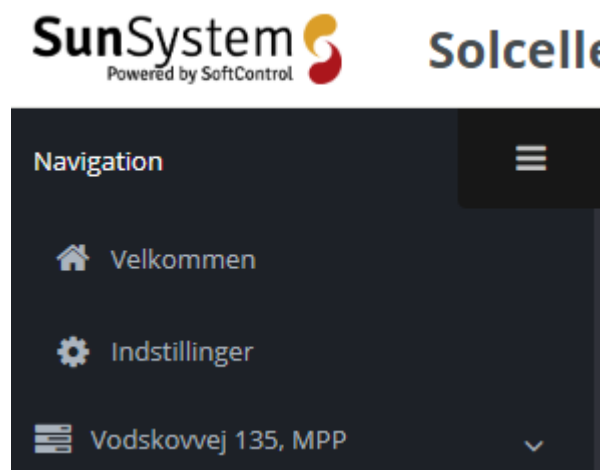 SunSystem
Powered by SoftControl
Solcelle
Navigation
Velkommen
Indstillinger
Vodskovvej 135, MPP